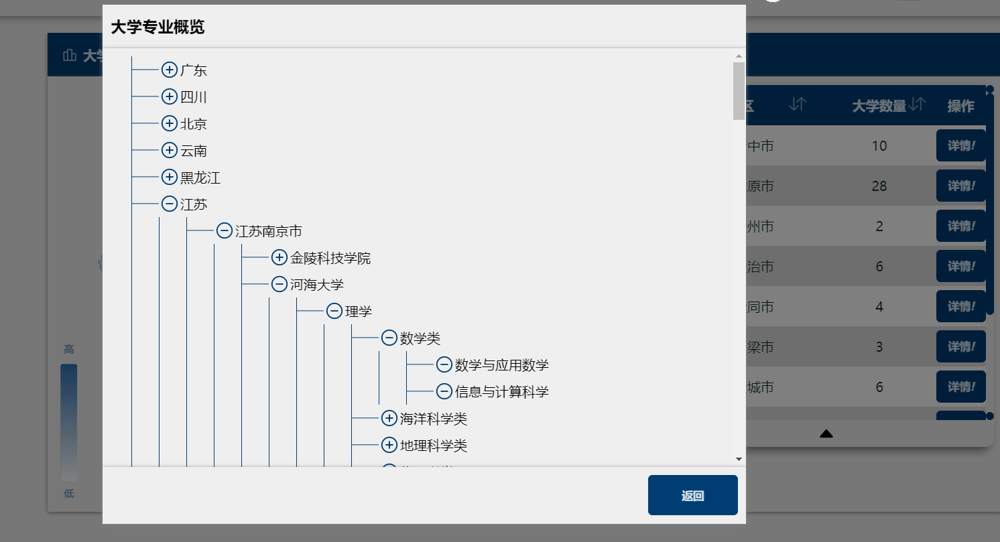 大学专业概览
广东
四川
北京
云南
黑龙江
江苏
江苏南京市
金陵科技学院
河海大学
理学
数学类
数学与应用数学
信息与计算科学
海洋科学类
地理科学类
返回
大学
高
低
区 大学数量 操作
中市 10 详情!
原市 28 详情!
州市 2 详情!
治市 6 详情!
同市 4 详情!
梁市 3 详情!
城市 6 详情!